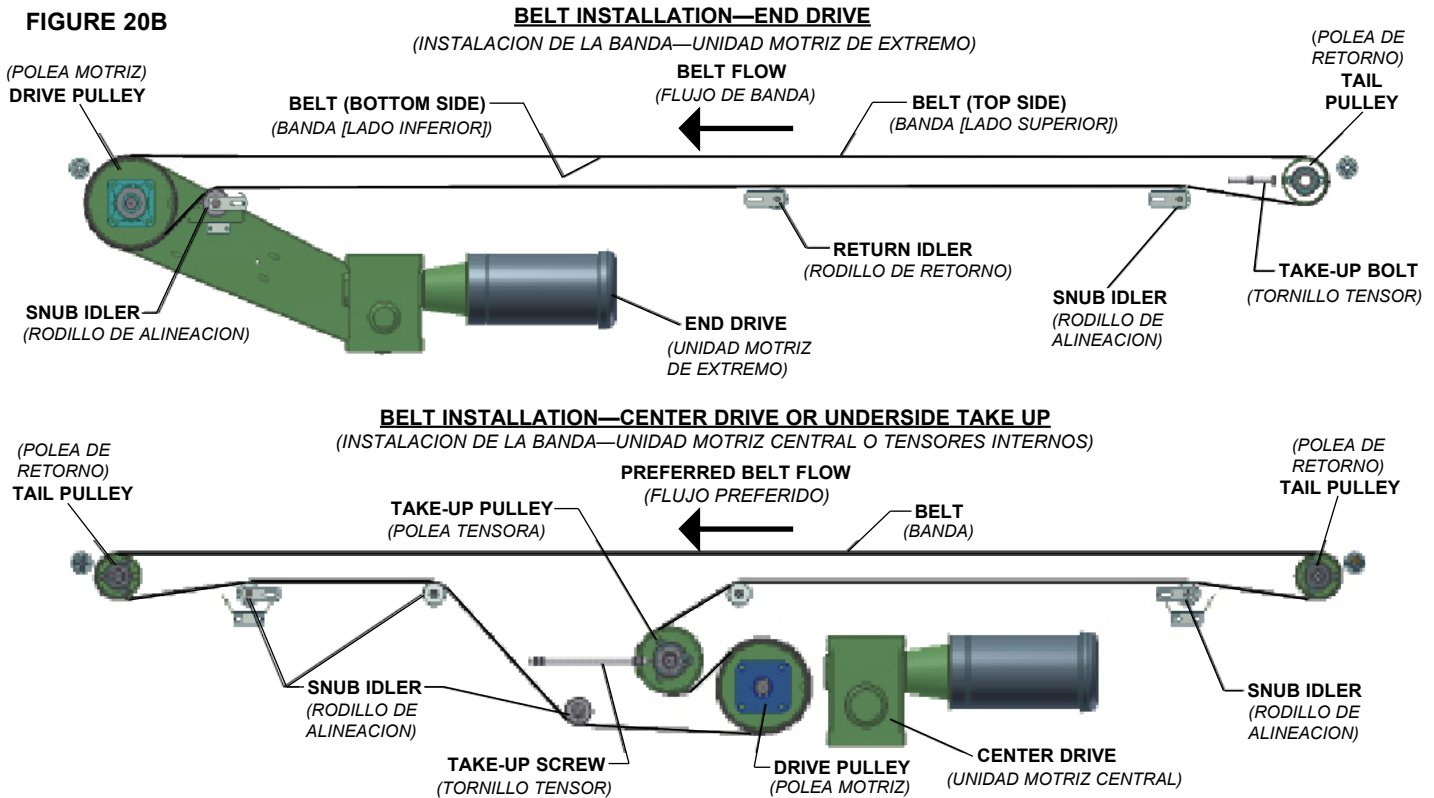 FIGURE 20B
BELT INSTALLATION—END DRIVE
(INSTALACION DE LA BANDA—UNIDAD MOTRIZ DE EXTREMO)
(POLEA MOTRIZ)
DRIVE PULLEY
BELT (BOTTOM SIDE)
(BANDA [LADO INFERIOR])
BELT FLOW
(FLUJO DE BANDA)
BELT (TOP SIDE)
(BANDA [LADO SUPERIOR])
(POLEA DE
RETORNO)
TAIL
PULLEY
SNUB IDLER
(RODILLO DE ALINEACION)
END DRIVE
(UNIDAD MOTRIZ
DE EXTREMO)
RETURN IDLER
(RODILLO DE RETORNO)
SNUB IDLER
(RODILLO DE
ALINEACION)
TAKE-UP BOLT
(TORNILLO TENSOR)
BELT INSTALLATION—CENTER DRIVE OR UNDERSIDE TAKE UP
(INSTALACION DE LA BANDA—UNIDAD MOTRIZ CENTRAL O TENSORES INTERNOS)
(POLEA DE
RETORNO)
TAIL PULLEY
TAKE-UP PULLEY
(POLEA TENSORA)
PREFERRED BELT FLOW
(FLUJO PREFERIDO)
BELT
(BANDA)
(POLEA DE
RETORNO)
TAIL PULLEY
SNUB IDLER
(RODILLO DE
ALINEACION)
TAKE-UP SCREW
(TORNILLO TENSOR)
DRIVE PULLEY
(POLEA MOTRIZ)
CENTER DRIVE
(UNIDAD MOTRIZ CENTRAL)
SNUB IDLER
(RODILLO DE
ALINEACION)